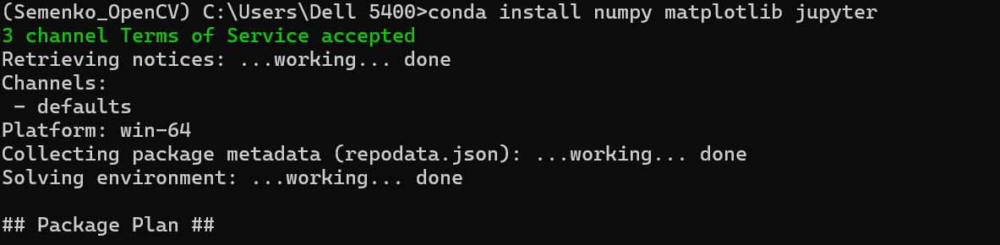 (Semenko_OpenCV) C:\Users\Dell 5400>conda install numpy matplotlib jupyter
3 channel Terms of Service accepted
Retrieving notices: ...working... done
Channels:
 - defaults
Platform: win-64
Collecting package metadata (repodata.json): ...working... done
Solving environment: ...working... done

## Package Plan ##